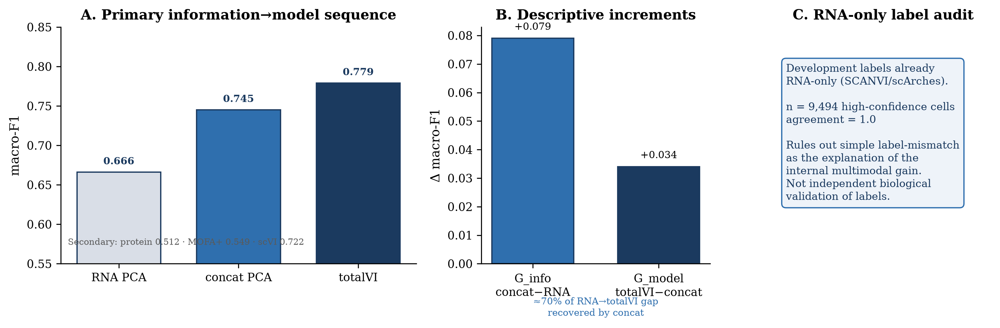 A. Primary information→model sequence
0.85
0.80
0.75
0.70
0.65
0.60
0.55
macro-F1
0.666
0.745
0.779
Secondary: protein 0.512 · MOFA+ 0.549 · scVI 0.722
RNA PCA
concat PCA
totalVI
B. Descriptive increments
+0.079
0.08
0.07
0.06
0.05
0.04
0.03
0.02
0.01
0.00
Δ macro-F1
+0.034
G_info
concat−RNA
G_model
totalVI−concat
≈70% of RNA→totalVI gap
recovered by concat
C. RNA-only label audit
Development labels already
RNA-only (SCANVI/scArches).
n = 9,494 high-confidence cells
agreement = 1.0
Rules out simple label-mismatch
as the explanation of the
internal multimodal gain.
Not independent biological
validation of labels.